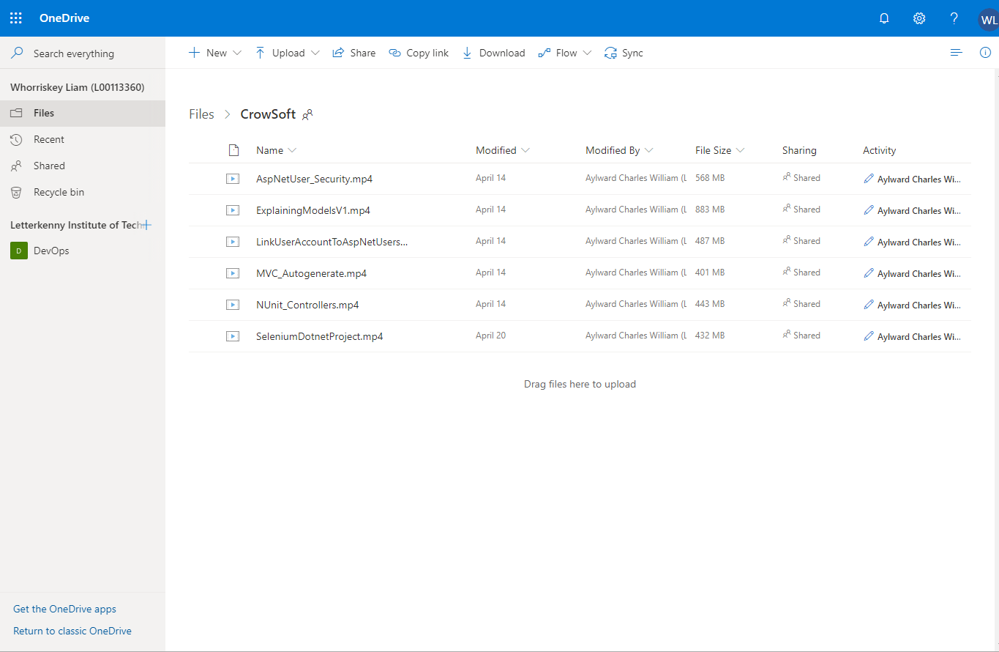 OneDrive
WL
Search everything
New Upload Share Copy link Download Flow Sync
Whorriskey Liam (L00113360)
Files
Recent
Shared
Recycle bin
Letterkenny Institute of Tech
D DevOps
Get the OneDrive apps
Return to classic OneDrive
Files > CrowSoft
Name Modified Modified By File Size Sharing Activity
AspNetUser_Security.mp4 April 14 Aylward Charles William (L 568 MB Shared Aylward Charles Wi...
ExplainingModelsV1.mp4 April 14 Aylward Charles William (L 883 MB Shared Aylward Charles Wi...
LinkUserAccountToAspNetUsers... April 14 Aylward Charles William (L 487 MB Shared Aylward Charles Wi...
MVC_Autogenerate.mp4 April 14 Aylward Charles William (L 401 MB Shared Aylward Charles Wi...
NUnit_Controllers.mp4 April 14 Aylward Charles William (L 443 MB Shared Aylward Charles Wi...
SeleniumDotnetProject.mp4 April 20 Aylward Charles William (L 432 MB Shared Aylward Charles Wi...
Drag files here to upload